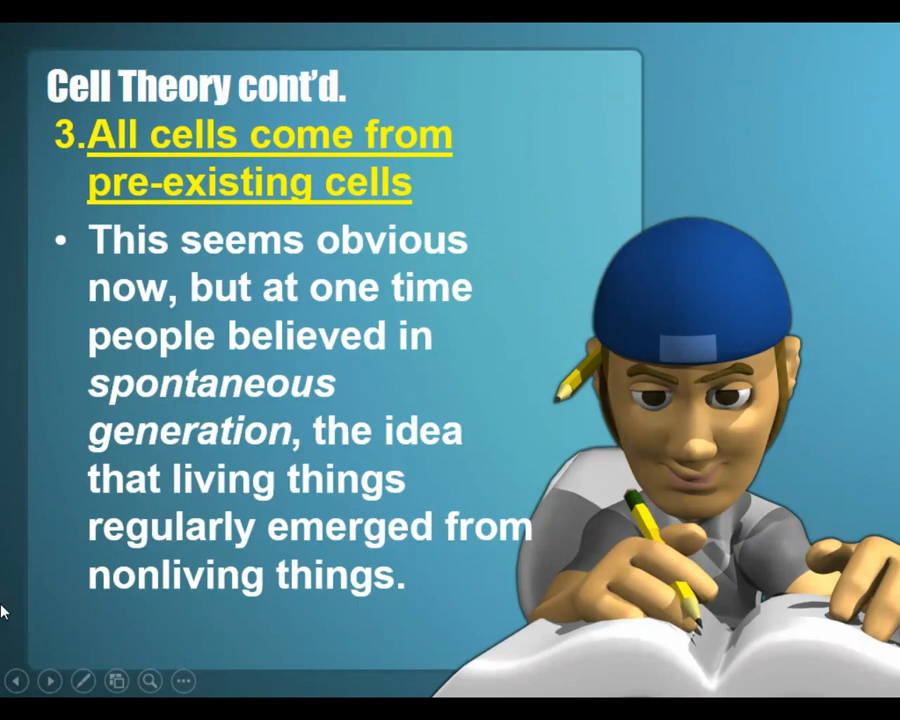 Cell Theory cont’d.
3.All cells come from
pre-existing cells
• This seems obvious
now, but at one time
people believed in
spontaneous
generation, the idea
that living things
regularly emerged from
nonliving things.